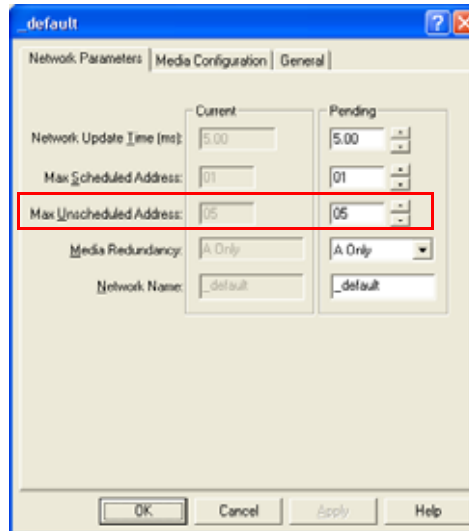 _default
Network Parameters Media Configuration General
Current Pending
Network Update Time (ms): 5.00 5.00
Max Scheduled Address: 01 01
Max Unscheduled Address: 05 05
Media Redundancy: A Only A Only
Network Name: _default _default
OK Cancel Apply Help